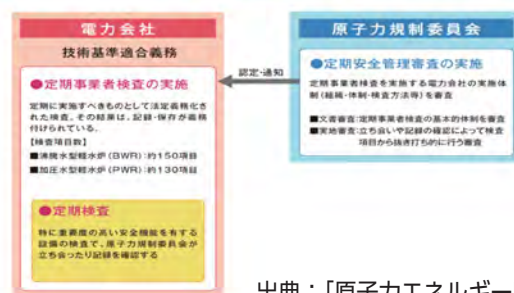 電力会社
技術基準適合義務
●定期事業者検査の実施
定期に実施すべきものとして法定義務化さ
れた検査。その結果は、記録・保存が義務
付けられている。
【検査項目数】
■沸騰水型軽水炉(BWR):約150項目
■加圧水型軽水炉(PWR):約130項目
●定期検査
特に重要度の高い安全機能を有する
設備の検査で、原子力規制委員会が
立ち会ったり記録を確認する
認定・通知
原子力規制委員会
●定期安全管理審査の実施
定期事業者検査を実施する電力会社の実施体
制(組織・体制・検査方法等)を審査
■文書審査:定期事業者検査の基本的体制を審査
■実地審査:立ち会いや記録の確認によって検査
項目から抜き打ち的に行う審査
出典:「原子力エネルギー